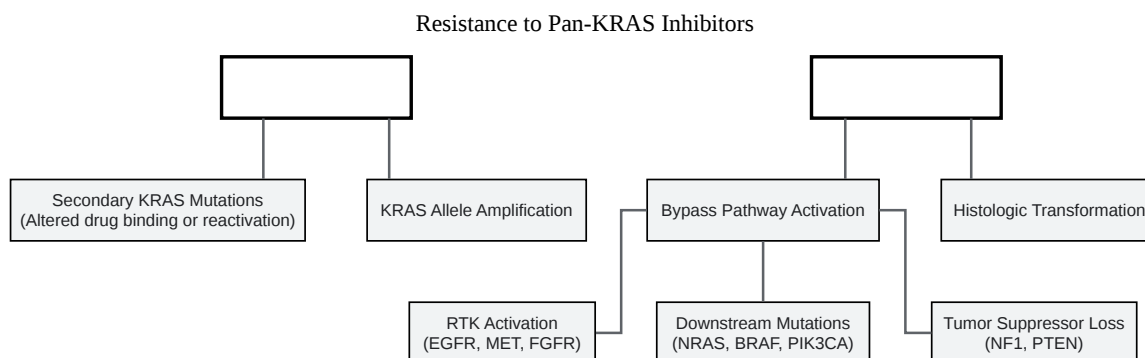 Resistance to Pan-KRAS Inhibitors
Secondary KRAS Mutations
(Altered drug binding or reactivation)
KRAS Allele Amplification
Bypass Pathway Activation
Histologic Transformation
RTK Activation
(EGFR, MET, FGFR)
Downstream Mutations
(NRAS, BRAF, PIK3CA)
Tumor Suppressor Loss
(NF1, PTEN)